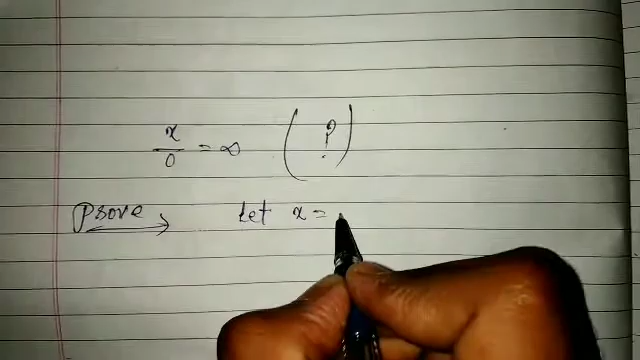 x/0 = ∞ ( ? )
Prove → Let x =